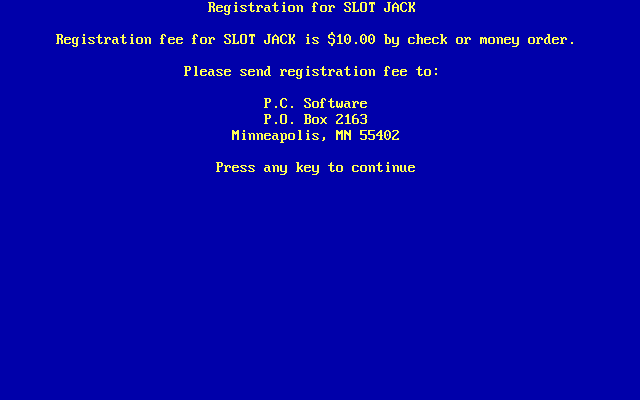 Registration for SLOT JACK
Registration fee for SLOT JACK is $10.00 by check or money order.
Please send registration fee to:
P.C. Software
P.O. Box 2163
Minneapolis, MN 55402
Press any key to continue